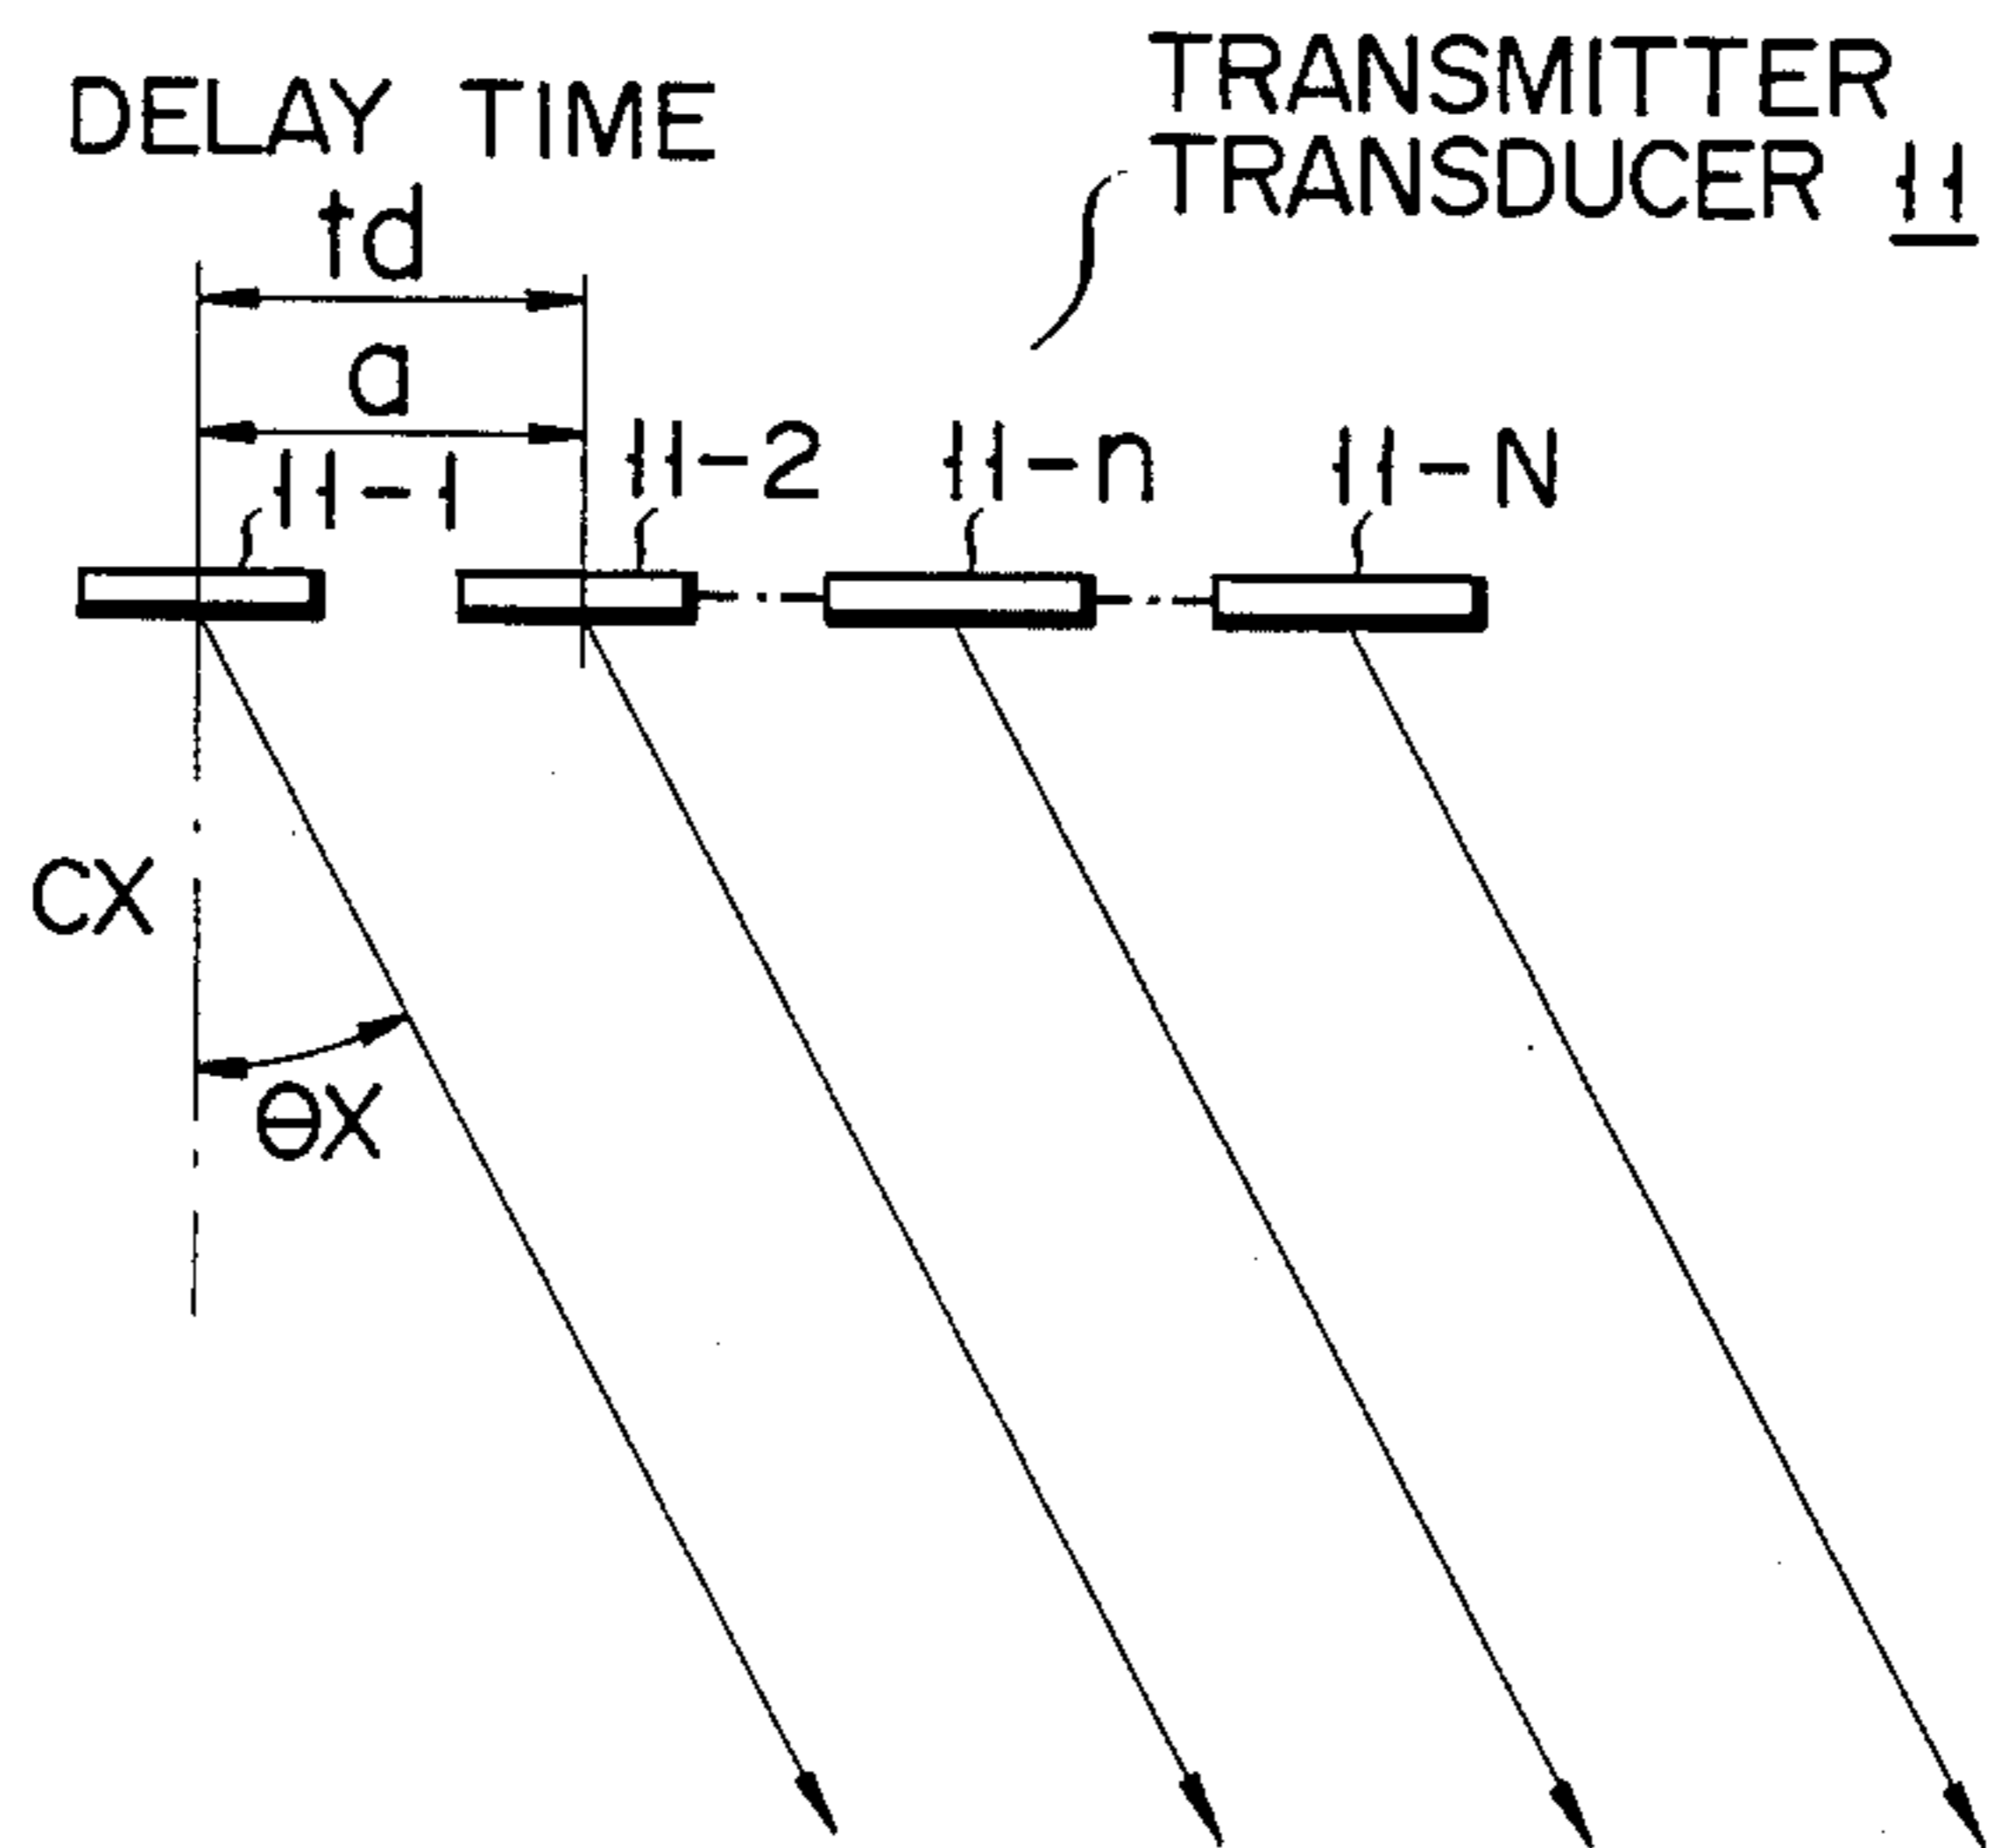 DELAY TIME
td
TRANSMITTER
TRANSDUCER 11
a
11-1
11-2
11-n
11-N
CX
θX